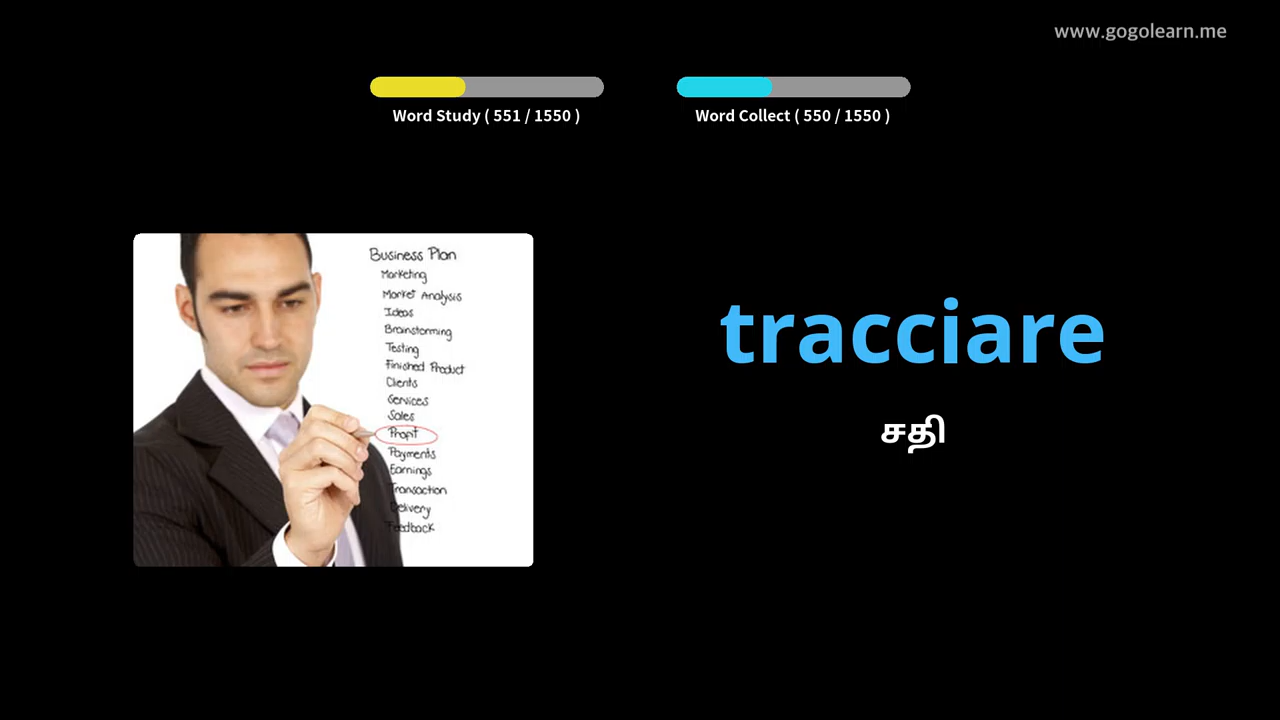 www.gogolearn.me
Word Study ( 551 / 1550 )
Word Collect ( 550 / 1550 )
Business Plan
Marketing
Market Analysis
Ideas
Brainstorming
Testing
Finished Product
Clients
Services
Sales
Profit
Payments
Earnings
Transaction
Delivery
Feedback
tracciare
சதி